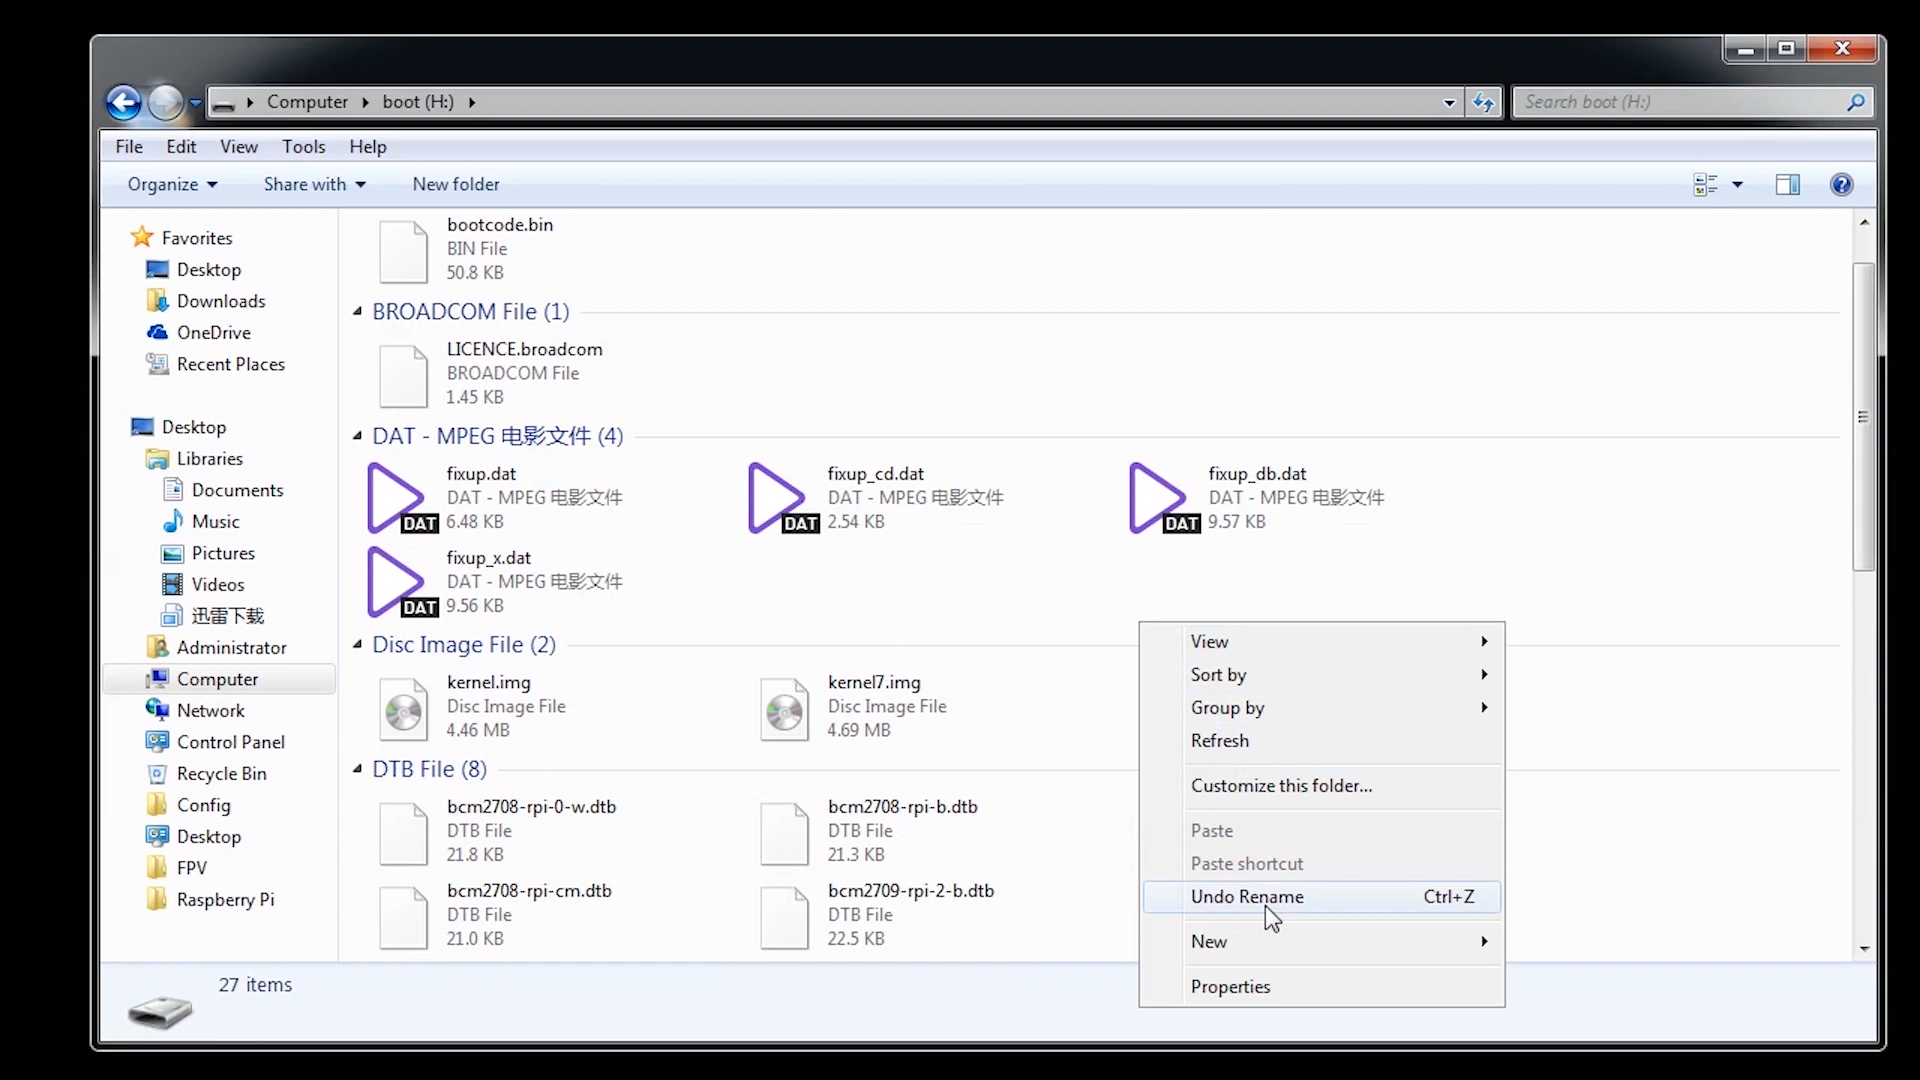 Computer boot (H:)
Search boot (H:)
File Edit View Tools Help
Organize Share with New folder
Favorites
Desktop
Downloads
OneDrive
Recent Places
Desktop
Libraries
Documents
Music
Pictures
Videos
迅雷下载
Administrator
Computer
Network
Control Panel
Recycle Bin
Config
Desktop
FPV
Raspberry Pi
bootcode.bin
BIN File
50.8 KB
BROADCOM File (1)
LICENCE.broadcom
BROADCOM File
1.45 KB
DAT - MPEG 电影文件 (4)
fixup.dat
DAT - MPEG 电影文件
DAT 6.48 KB
fixup_cd.dat
DAT - MPEG 电影文件
DAT 2.54 KB
fixup_db.dat
DAT - MPEG 电影文件
DAT 9.57 KB
fixup_x.dat
DAT - MPEG 电影文件
DAT 9.56 KB
Disc Image File (2)
kernel.img
Disc Image File
4.46 MB
kernel7.img
Disc Image File
4.69 MB
DTB File (8)
bcm2708-rpi-0-w.dtb
DTB File
21.8 KB
bcm2708-rpi-b.dtb
DTB File
21.3 KB
bcm2708-rpi-cm.dtb
DTB File
21.0 KB
bcm2709-rpi-2-b.dtb
DTB File
22.5 KB
View
Sort by
Group by
Refresh
Customize this folder...
Paste
Paste shortcut
Undo Rename Ctrl+Z
New
Properties
27 items